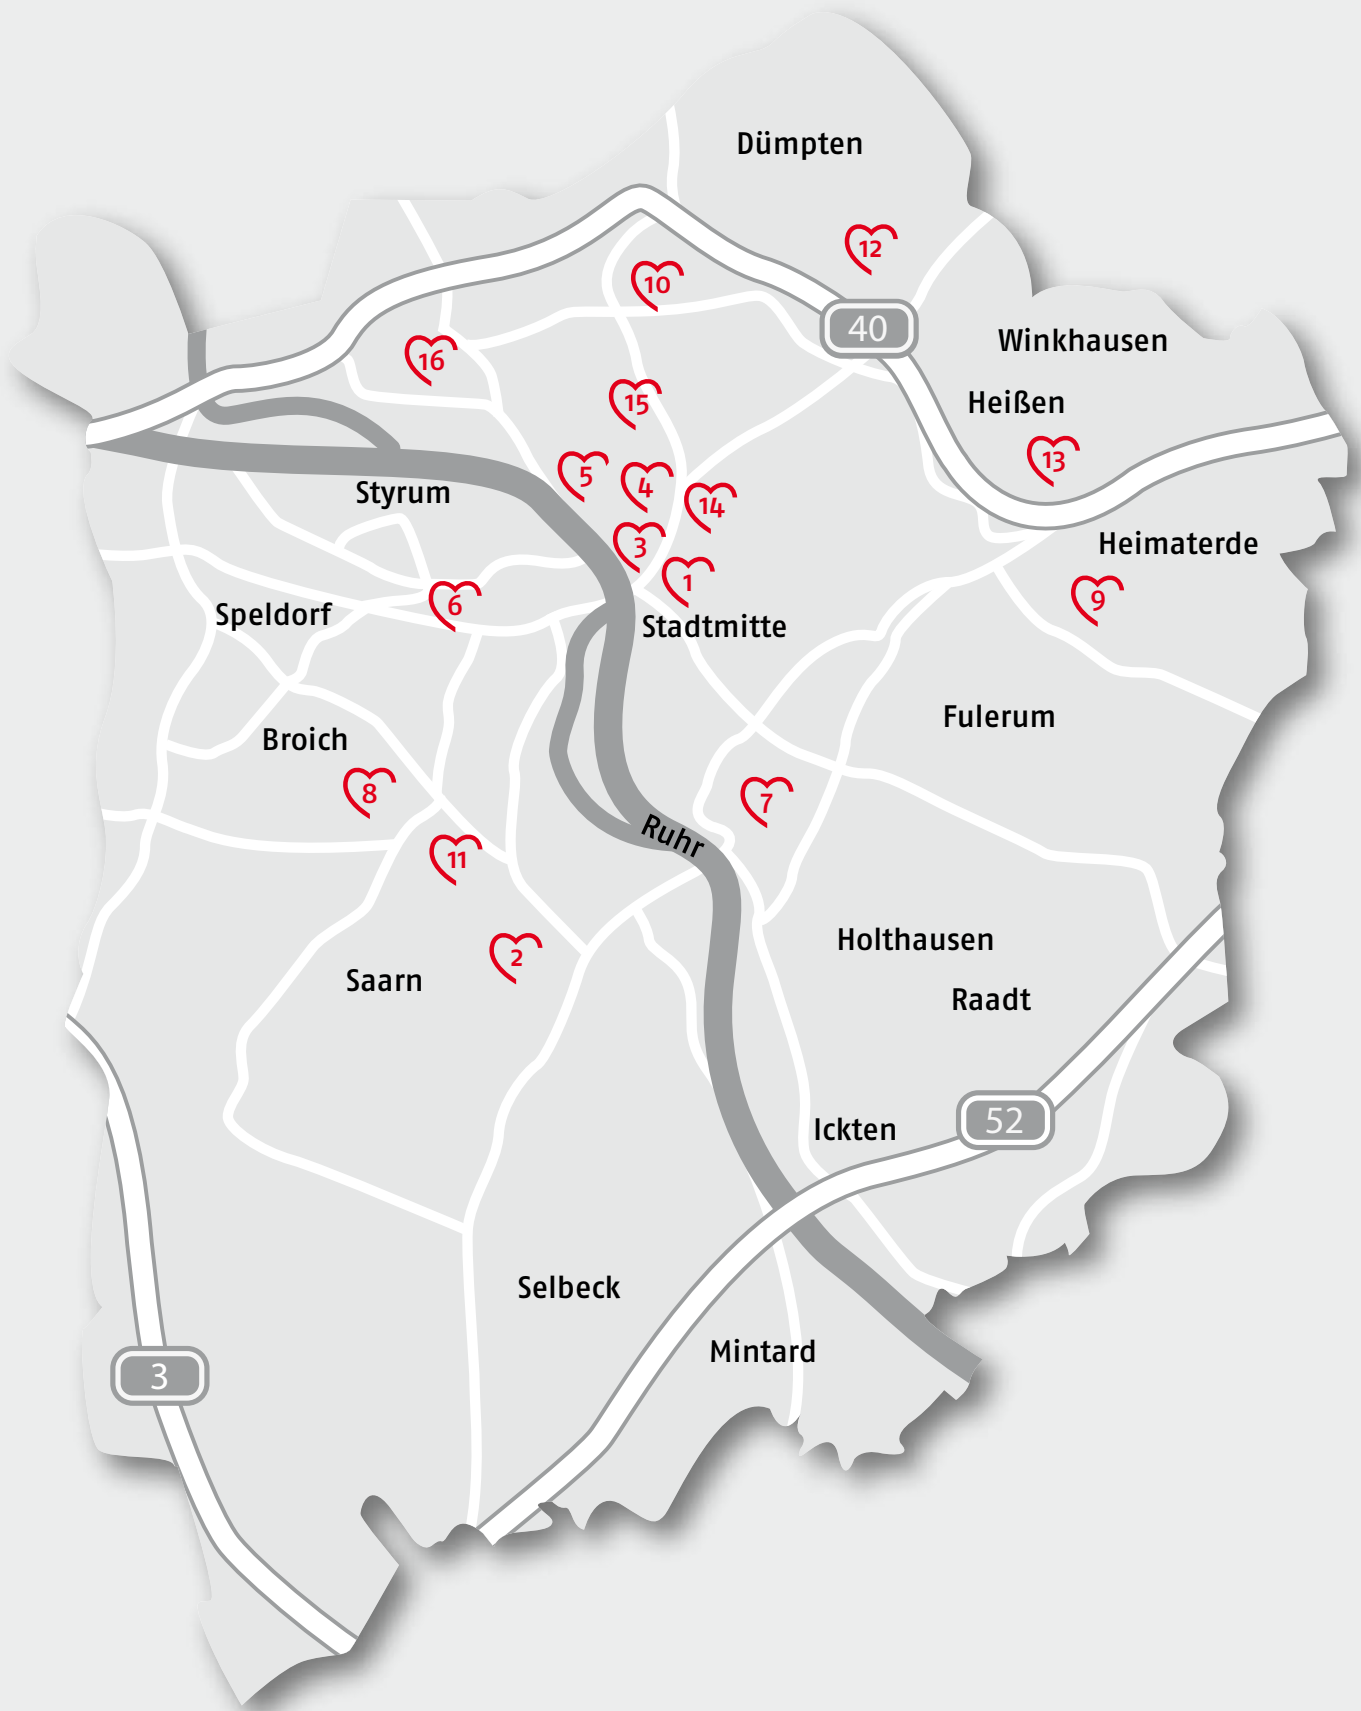 Dümpten
12
10
40
Winkhausen
16
Heißen
15
13
5
4
Styrum
14
3
Heimaterde
1
9
6
Speldorf
Stadtmitte
Fulerum
Broich
8
7
Ruhr
11
Holthausen
2
Saarn
Raadt
52
Ickten
Selbeck
Mintard
3